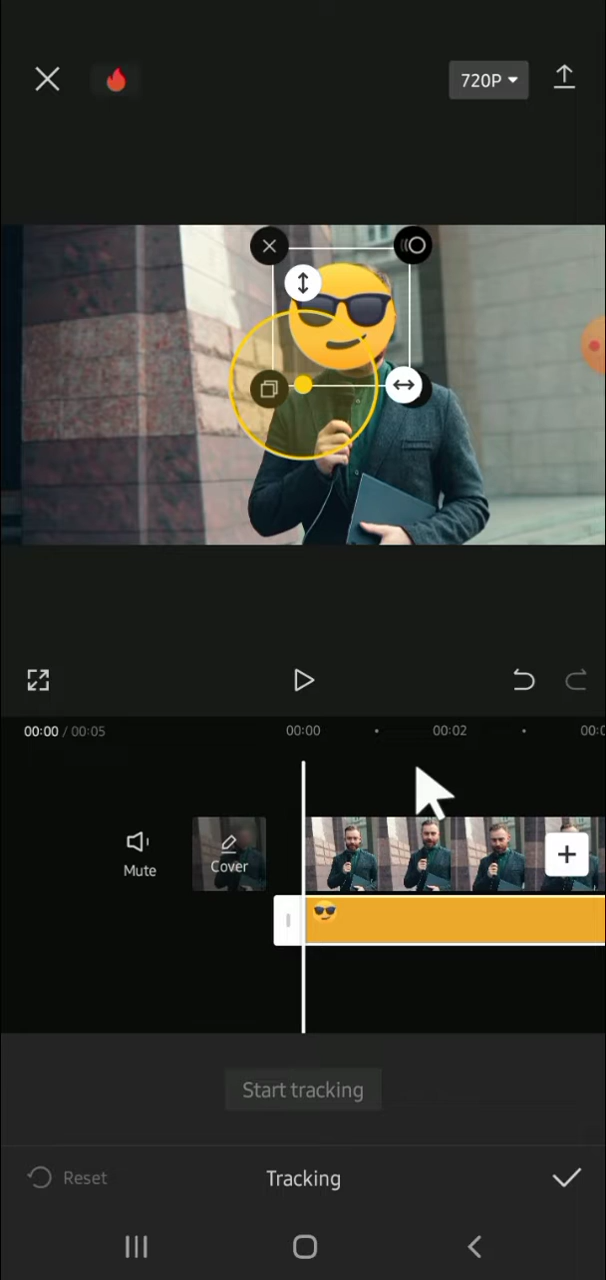 720P
00:00 / 00:05
00:00
00:02
Mute
Cover
Start tracking
Reset
Tracking